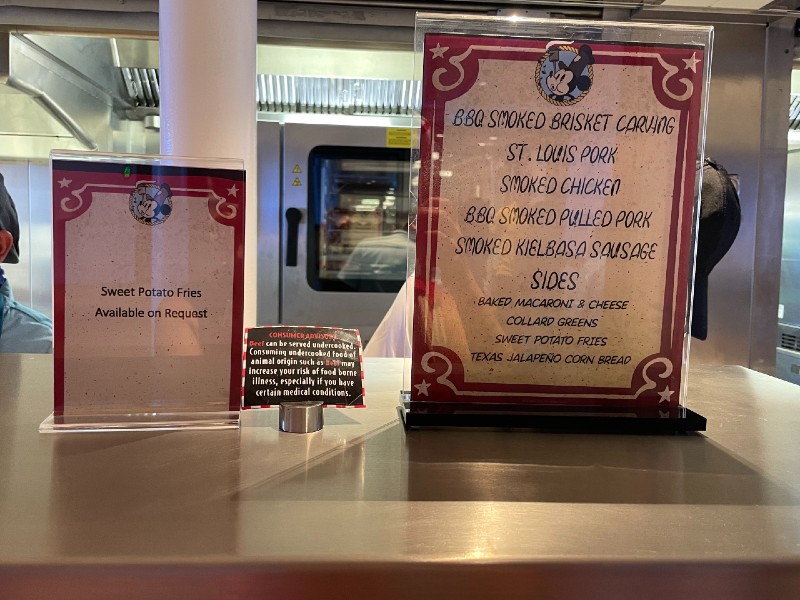 Sweet Potato Fries
Available on Request
CONSUMER ADVISORY
Beef can be served undercooked.
Consuming undercooked food of
animal origin such as Beef may
increase your risk of food borne
illness, especially if you have
certain medical conditions.
BBQ SMOKED BRISKET CARVING
ST. LOUIS PORK
SMOKED CHICKEN
BBQ SMOKED PULLED PORK
SMOKED KIELBASA SAUSAGE
SIDES
BAKED MACARONI & CHEESE
COLLARD GREENS
SWEET POTATO FRIES
TEXAS JALAPEÑO CORN BREAD